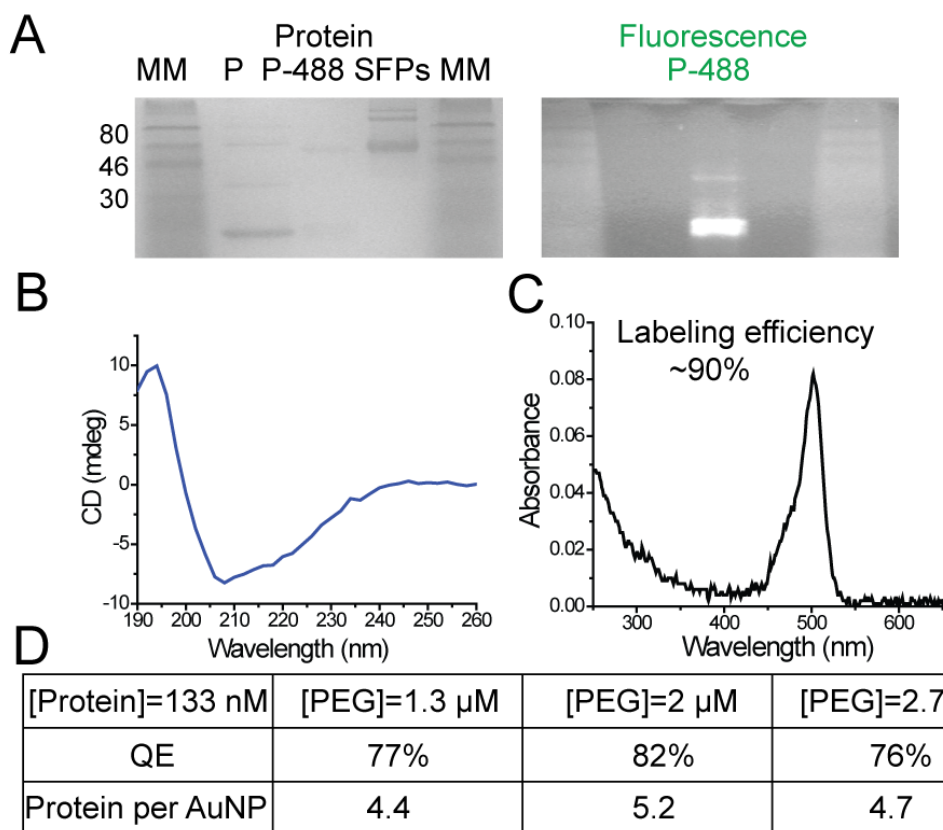 A
Protein
MM P P-488 SFPs MM
Fluorescence
P-488
80
46
30
B
10
5
0
-5
-10
CD (mdeg)
190 200 210 220 230 240 250 260
Wavelength (nm)
C
Labeling efficiency
~90%
0.10
0.08
0.06
0.04
0.02
0.00
Absorbance
300 400 500 600
Wavelength (nm)
D
[Protein]=133 nM [PEG]=1.3 µM [PEG]=2 µM [PEG]=2.7
QE 77% 82% 76%
Protein per AuNP 4.4 5.2 4.7